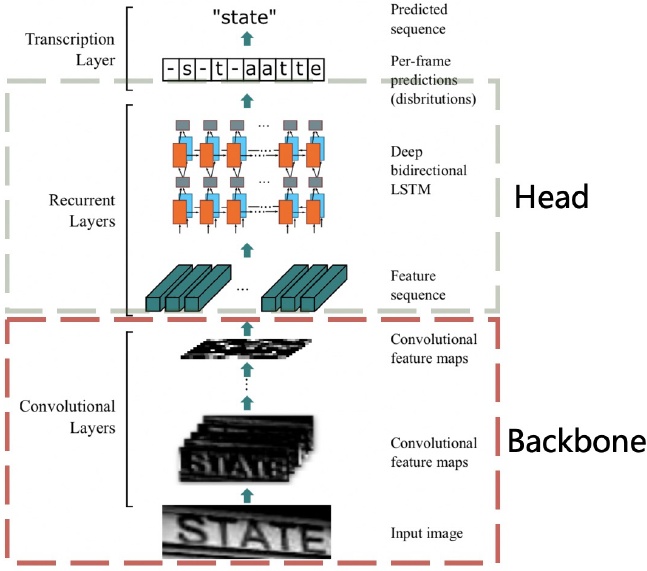 "state"
Predicted
sequence
Transcription
Layer
- s - t - a a t t e
Per-frame
predictions
(disbritutions)
Recurrent
Layers
Deep
bidirectional
LSTM
Head
Feature
sequence
...
Convolutional
feature maps
Convolutional
Layers
Backbone
STATE
Convolutional
feature maps
STATE
Input image